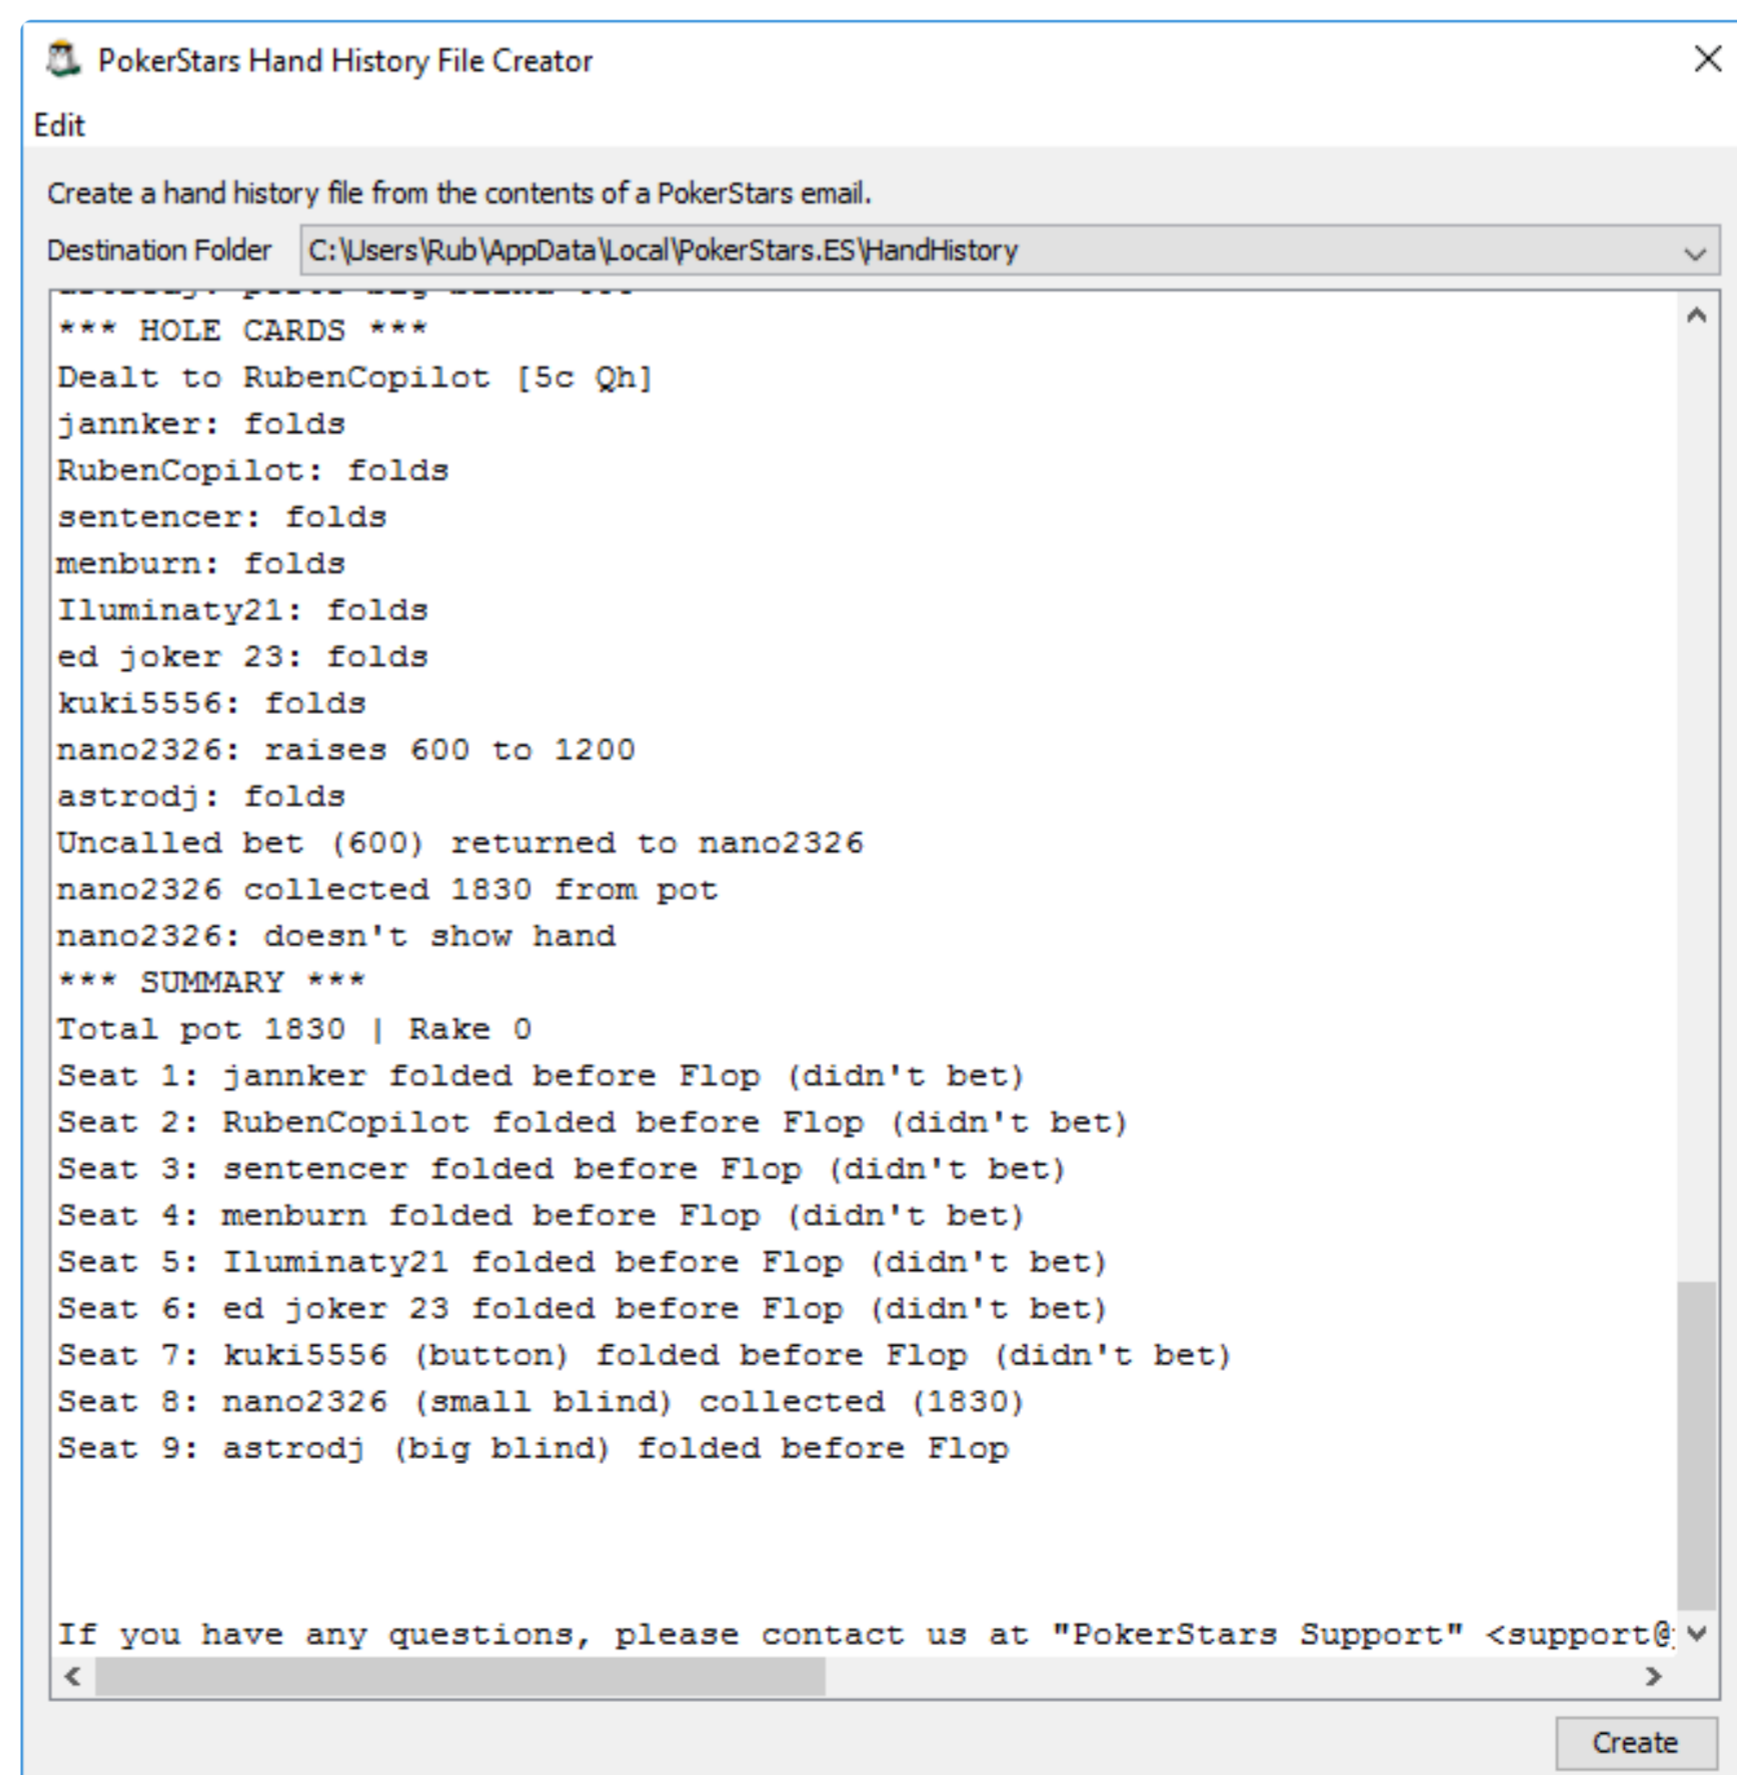 PokerStars Hand History File Creator
Edit
Create a hand history file from the contents of a PokerStars email.
Destination Folder C:\Users\Rub\AppData\Local\PokerStars.ES\HandHistory
*** HOLE CARDS ***
Dealt to RubenCopilot [5c Qh]
jannker: folds
RubenCopilot: folds
sentencer: folds
menburn: folds
Iluminaty21: folds
ed joker 23: folds
kuki5556: folds
nano2326: raises 600 to 1200
astrodj: folds
Uncalled bet (600) returned to nano2326
nano2326 collected 1830 from pot
nano2326: doesn't show hand
*** SUMMARY ***
Total pot 1830 | Rake 0
Seat 1: jannker folded before Flop (didn't bet)
Seat 2: RubenCopilot folded before Flop (didn't bet)
Seat 3: sentencer folded before Flop (didn't bet)
Seat 4: menburn folded before Flop (didn't bet)
Seat 5: Iluminaty21 folded before Flop (didn't bet)
Seat 6: ed joker 23 folded before Flop (didn't bet)
Seat 7: kuki5556 (button) folded before Flop (didn't bet)
Seat 8: nano2326 (small blind) collected (1830)
Seat 9: astrodj (big blind) folded before Flop
If you have any questions, please contact us at "PokerStars Support" <support@
Create